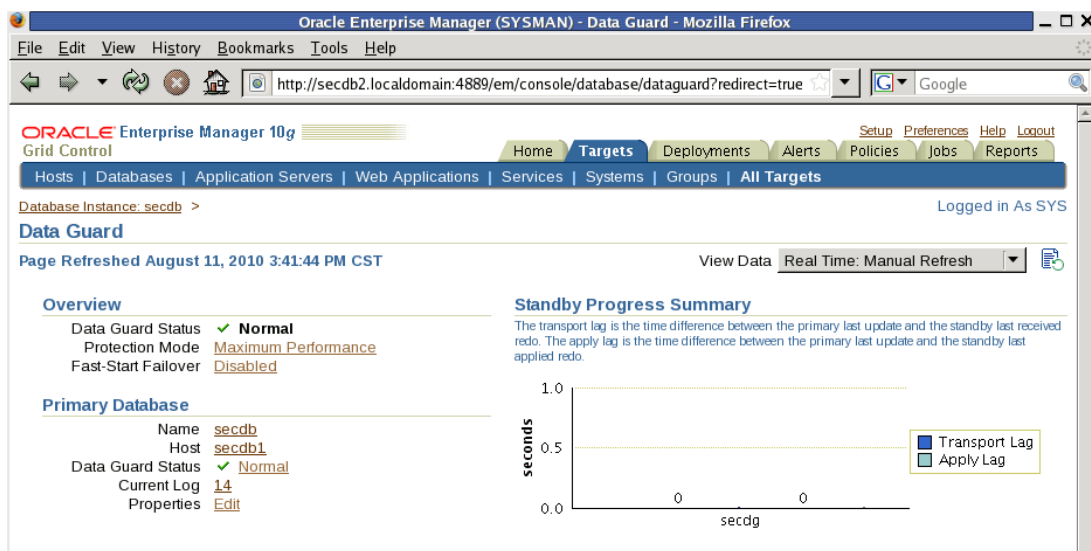 Oracle Enterprise Manager (SYSMAN) - Data Guard - Mozilla Firefox
File Edit View History Bookmarks Tools Help
http://secdb2.localdomain:4889/em/console/database/dataguard?redirect=true
G Google
ORACLE Enterprise Manager 10g
Grid Control
Setup Preferences Help Logout
Home Targets Deployments Alerts Policies Jobs Reports
Hosts | Databases | Application Servers | Web Applications | Services | Systems | Groups | All Targets
Database Instance: secdb >
Logged in As SYS
Data Guard
Page Refreshed August 11, 2010 3:41:44 PM CST
View Data Real Time: Manual Refresh
Overview
Data Guard Status Normal
Protection Mode Maximum Performance
Fast-Start Failover Disabled
Primary Database
Name secdb
Host secdb1
Data Guard Status Normal
Current Log 14
Properties Edit
Standby Progress Summary
The transport lag is the time difference between the primary last update and the standby last received
redo. The apply lag is the time difference between the primary last update and the standby last
applied redo.
1.0
0.5
0.0
seconds
0 0
secdg
Transport Lag
Apply Lag